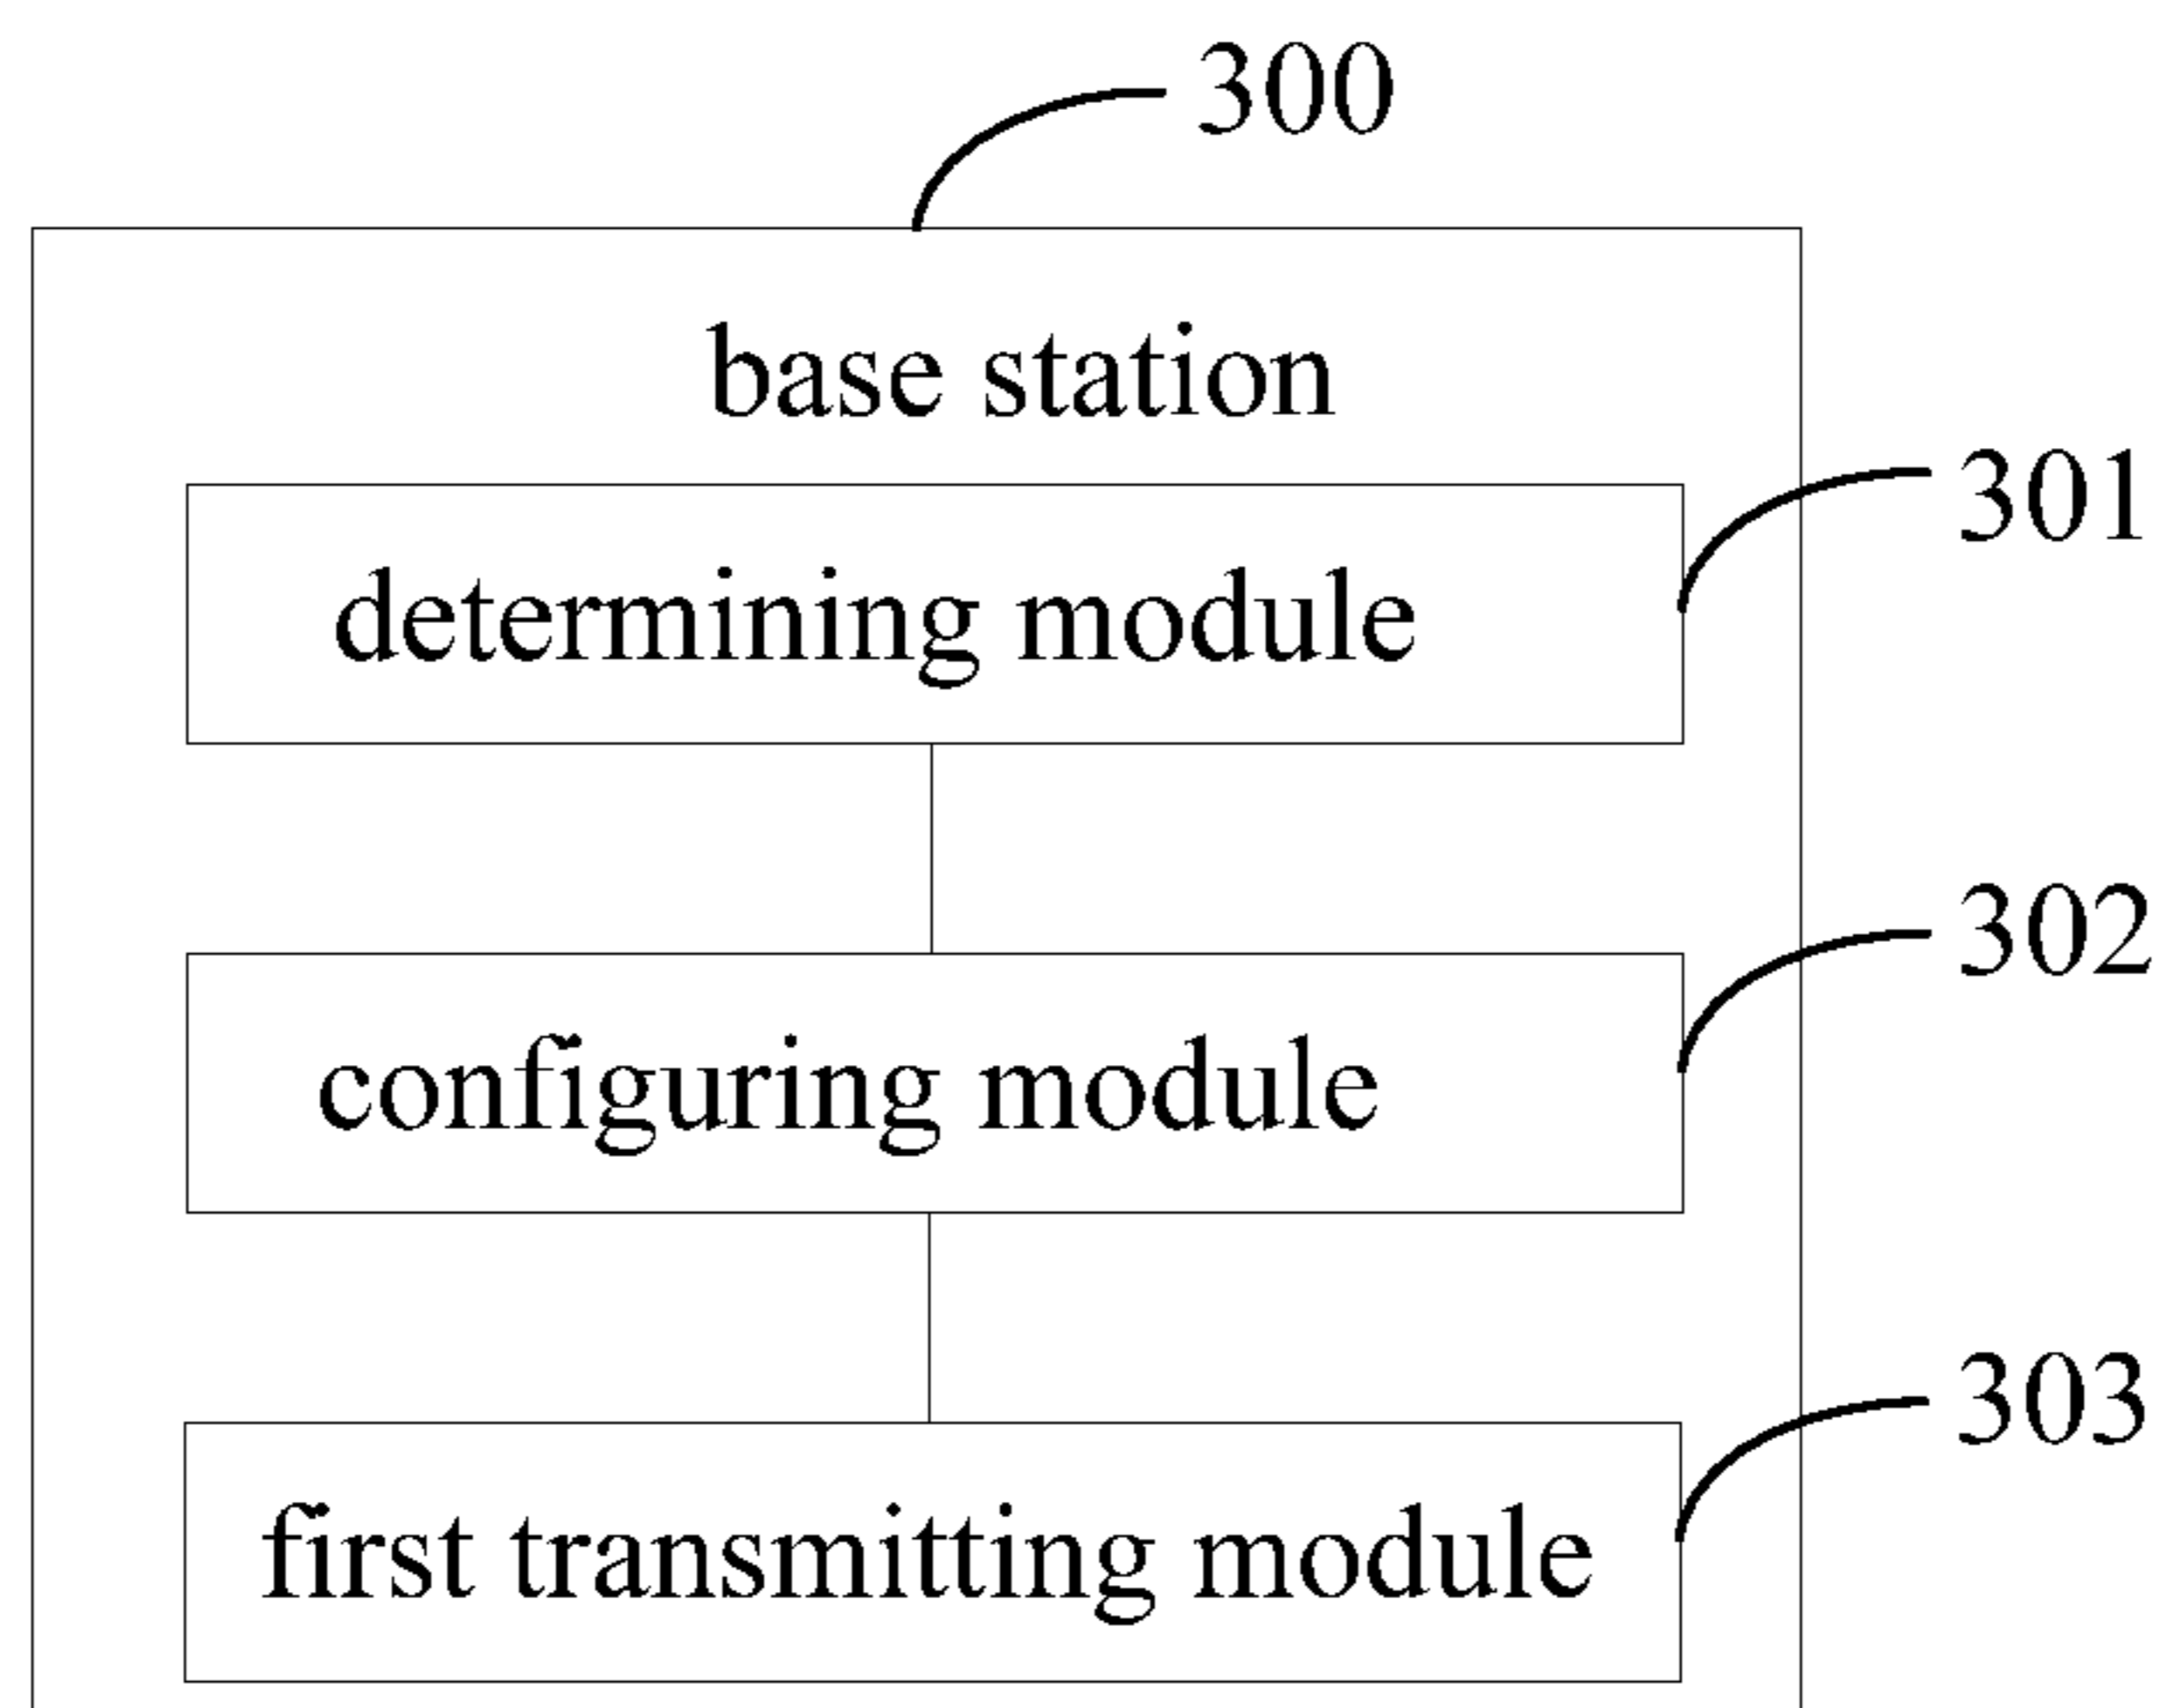 300
base station
301
determining module
302
configuring module
303
first transmitting module